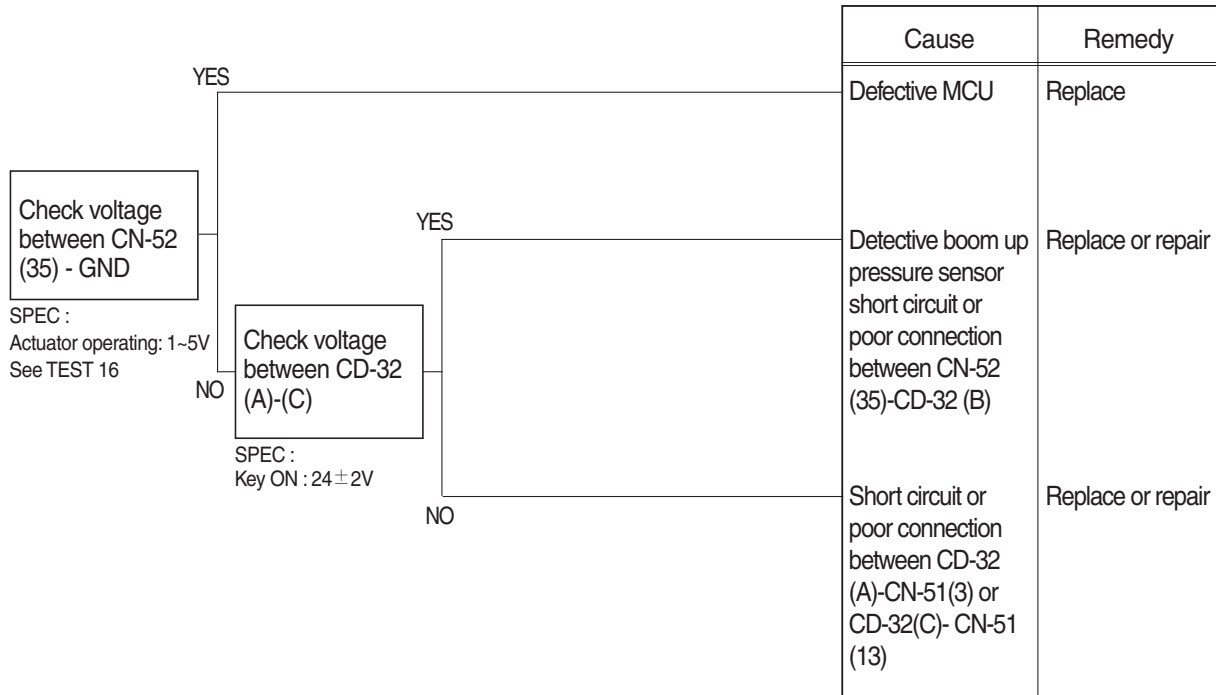 Cause
Remedy
YES
Defective MCU
Replace
Check voltage
between CN-52
(35) - GND
SPEC :
Actuator operating: 1~5V
See TEST 16
NO
Check voltage
between CD-32
(A)-(C)
SPEC :
Key ON : 24±2V
YES
Detective boom up
pressure sensor
short circuit or
poor connection
between CN-52
(35)-CD-32 (B)
Replace or repair
NO
Short circuit or
poor connection
between CD-32
(A)-CN-51(3) or
CD-32(C)- CN-51
(13)
Replace or repair